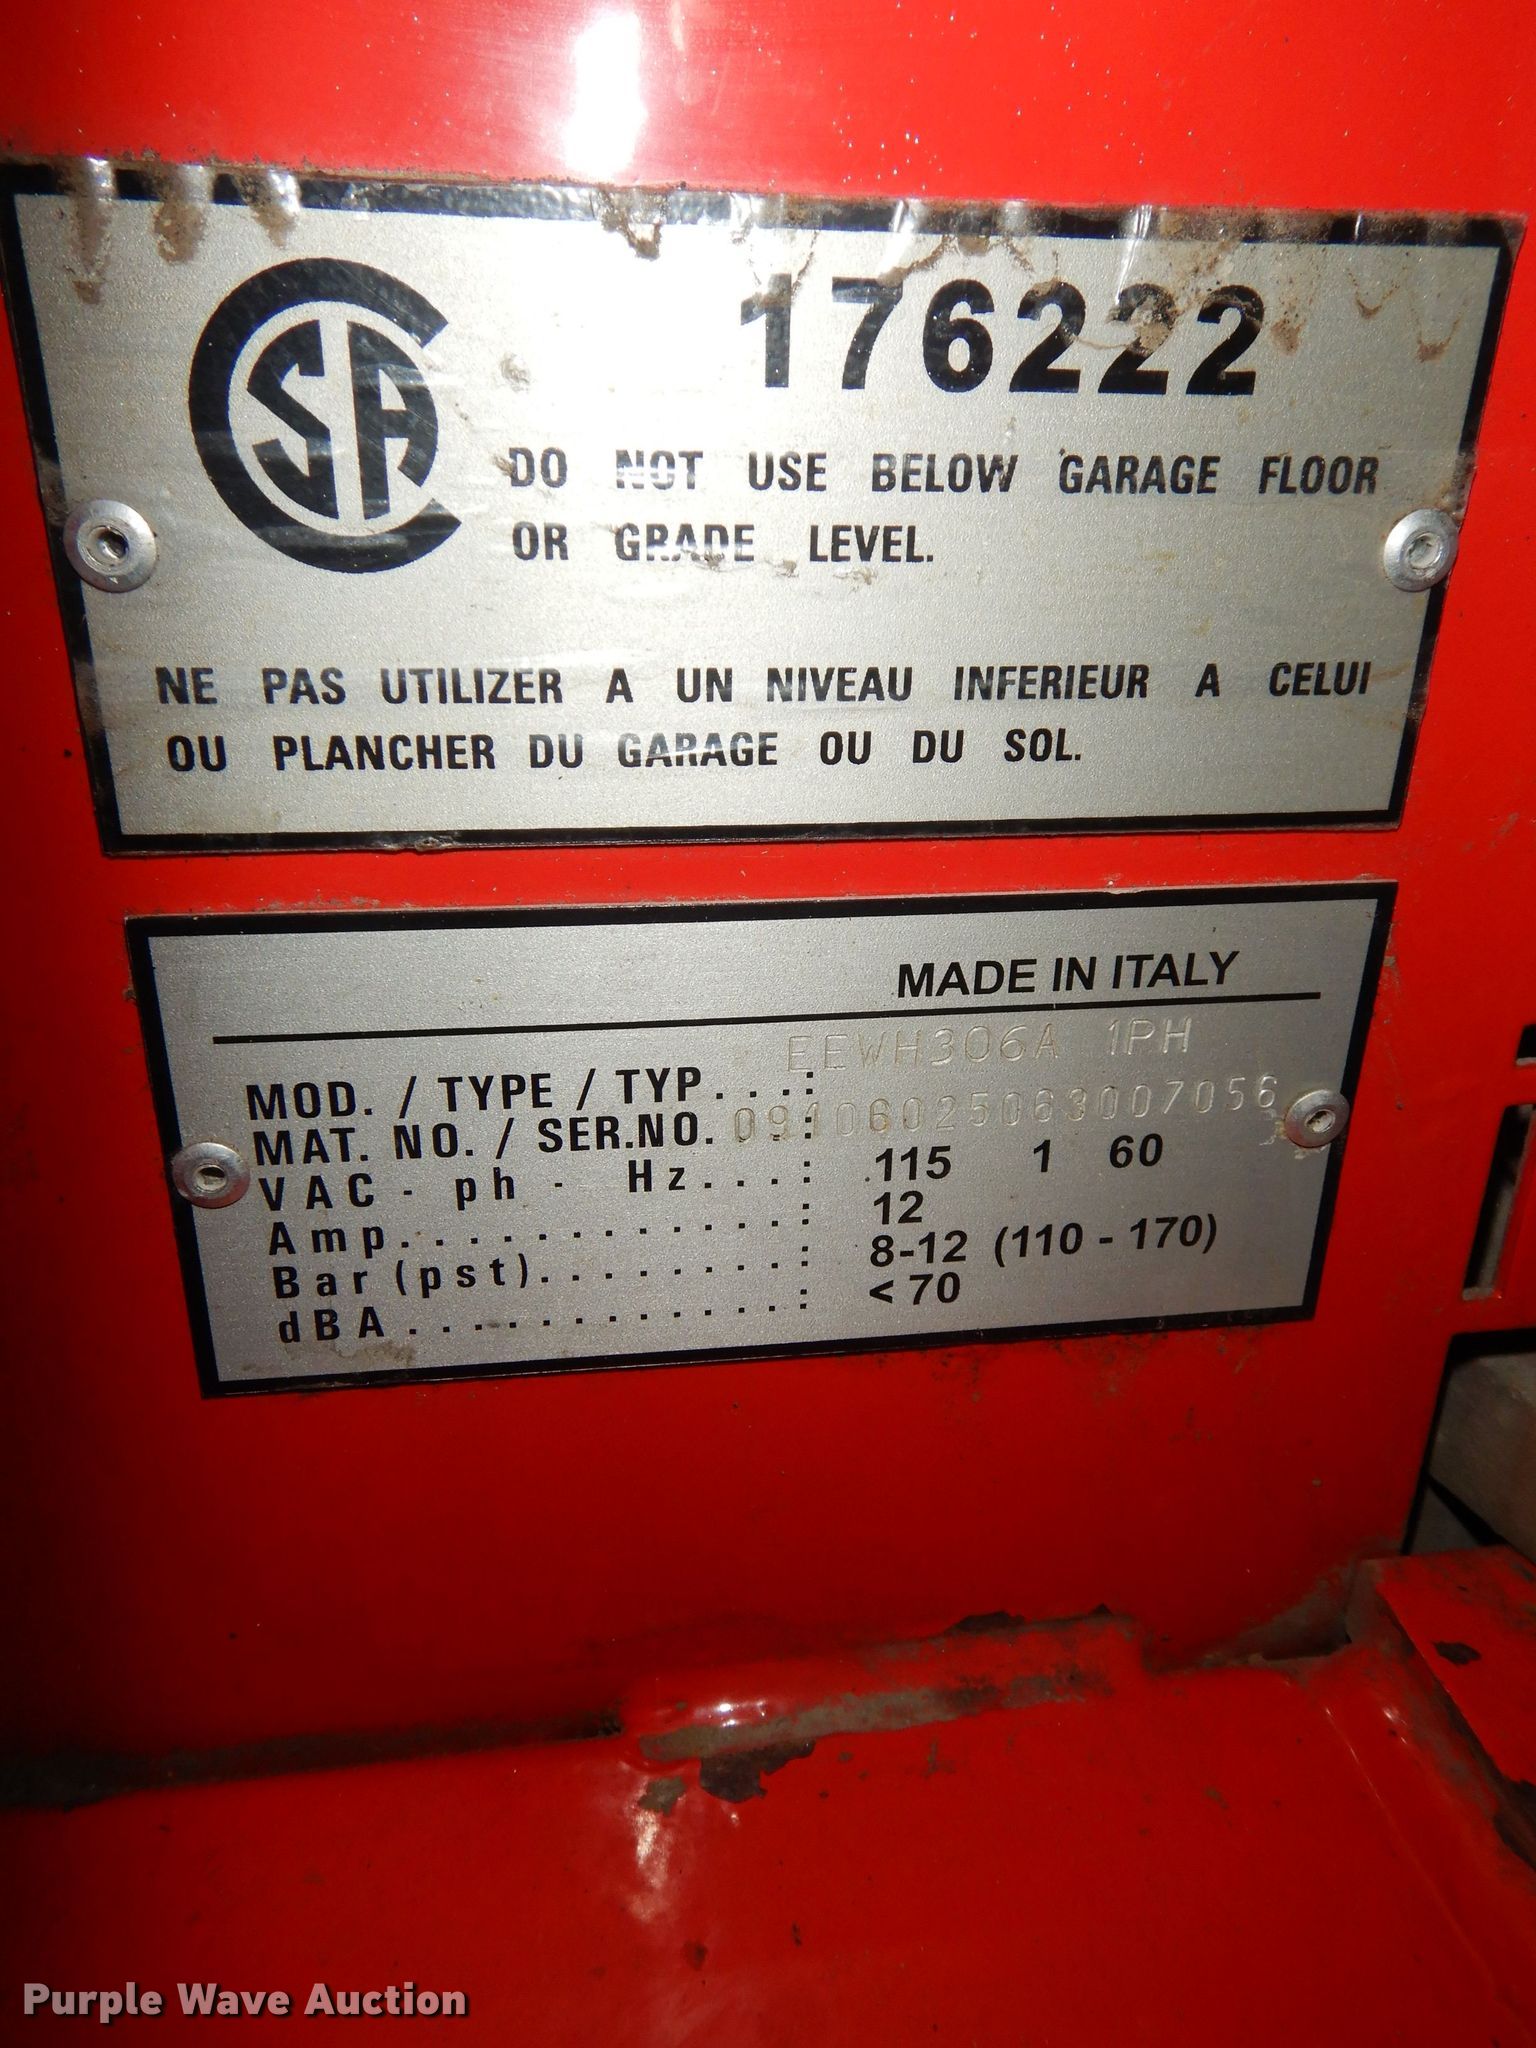 CSA
176222
DO NOT USE BELOW GARAGE FLOOR
OR GRADE LEVEL.
NE PAS UTILIZER A UN NIVEAU INFERIEUR A CELUI
OU PLANCHER DU GARAGE OU DU SOL.
MADE IN ITALY
MOD. / TYPE / TYP....: EEWH306A 1PH
MAT. NO. / SER.NO. ..: 09106025063007056
VAC - ph - Hz....: 115 1 60
Amp.............: 12
Bar(pst).........: 8-12 (110 - 170)
dBA.............: < 70
Purple Wave Auction